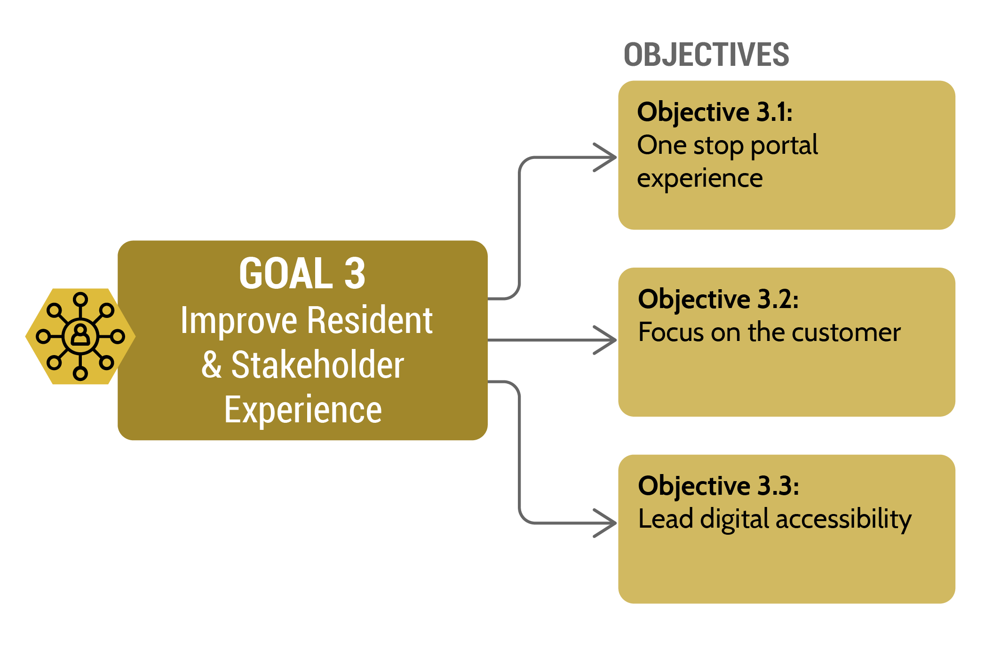 OBJECTIVES
Objective 3.1:
One stop portal
experience
GOAL 3
Improve Resident
& Stakeholder
Experience
Objective 3.2:
Focus on the customer
Objective 3.3:
Lead digital accessibility